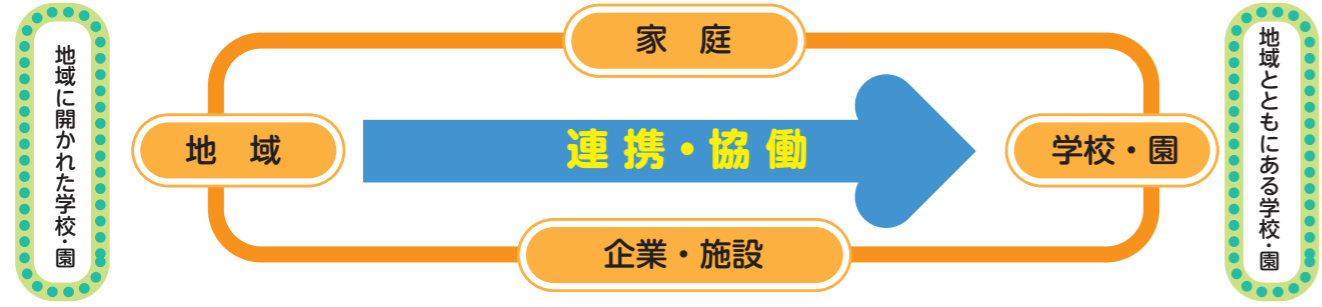 地域に開かれた学校・園
家　庭
地　域
連携・協働
学校・園
企業・施設
地域とともにある学校・園